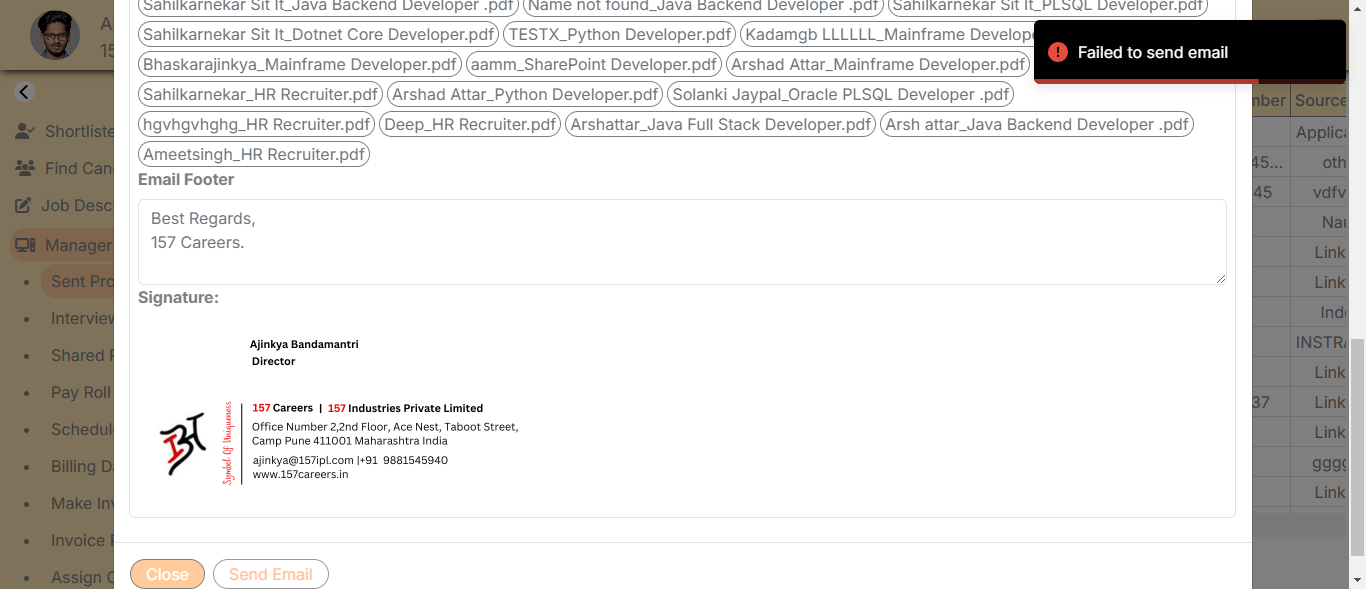 A
15
Sahilkarnekar Sit It_Java Backend Developer .pdf Name not found_Java Backend Developer .pdf Sahilkarnekar Sit It_PLSQL Developer.pdf
Sahilkarnekar Sit It_Dotnet Core Developer.pdf TESTX_Python Developer.pdf Kadamgb LLLLLL_Mainframe Develope
Failed to send email
Bhaskarajinkya_Mainframe Developer.pdf aamm_SharePoint Developer.pdf Arshad Attar_Mainframe Developer.pdf
Sahilkarnekar_HR Recruiter.pdf Arshad Attar_Python Developer.pdf Solanki Jaypal_Oracle PLSQL Developer .pdf
hgvhgvhghg_HR Recruiter.pdf Deep_HR Recruiter.pdf Arshattar_Java Full Stack Developer.pdf Arsh attar_Java Backend Developer .pdf
Ameetsingh_HR Recruiter.pdf
Email Footer
Best Regards,
157 Careers.
Signature:
Ajinkya Bandamantri
Director
157 Careers | 157 Industries Private Limited
Office Number 2,2nd Floor, Ace Nest, Taboot Street,
Camp Pune 411001 Maharashtra India
ajinkya@157ipl.com |+91 9881545940
www.157careers.in
Symbol Of Uniqueness
Close Send Email
Shortliste
Find Can
Job Desc
Manager
Sent Pro
Interview
Shared P
Pay Roll
Schedul
Billing Da
Make Inv
Invoice
Assign C
mber Source
Applica
45... oth
45 vdfv
Nau
Link
Link
Inde
INSTRA
Link
37 Link
Link
gggg
Link